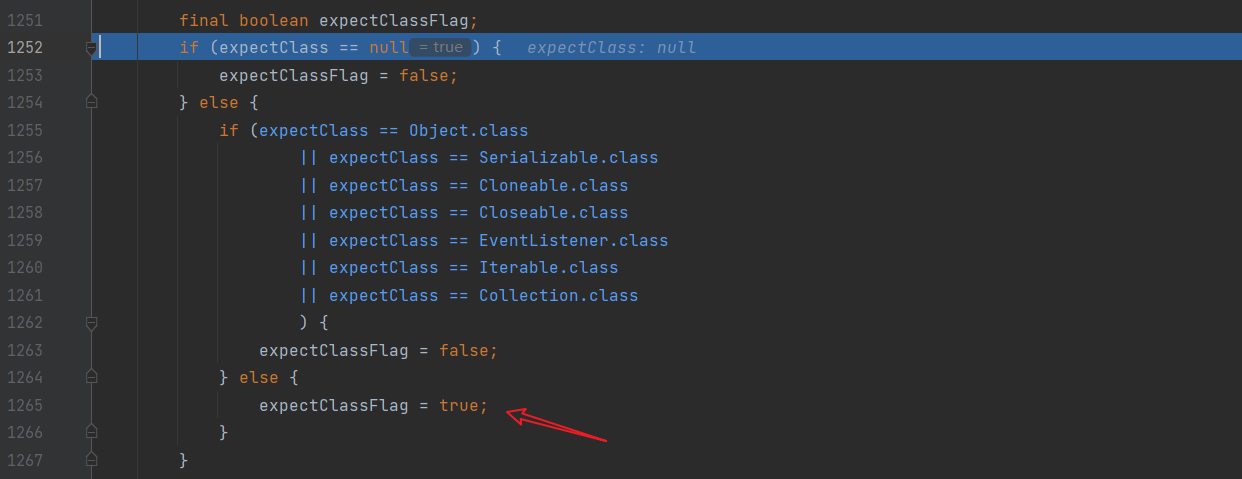 1251 final boolean expectClassFlag;
1252 if (expectClass == null = true ) { expectClass: null
1253 expectClassFlag = false;
1254 } else {
1255 if (expectClass == Object.class
1256 || expectClass == Serializable.class
1257 || expectClass == Cloneable.class
1258 || expectClass == Closeable.class
1259 || expectClass == EventListener.class
1260 || expectClass == Iterable.class
1261 || expectClass == Collection.class
1262 ) {
1263 expectClassFlag = false;
1264 } else {
1265 expectClassFlag = true;
1266 }
1267 }